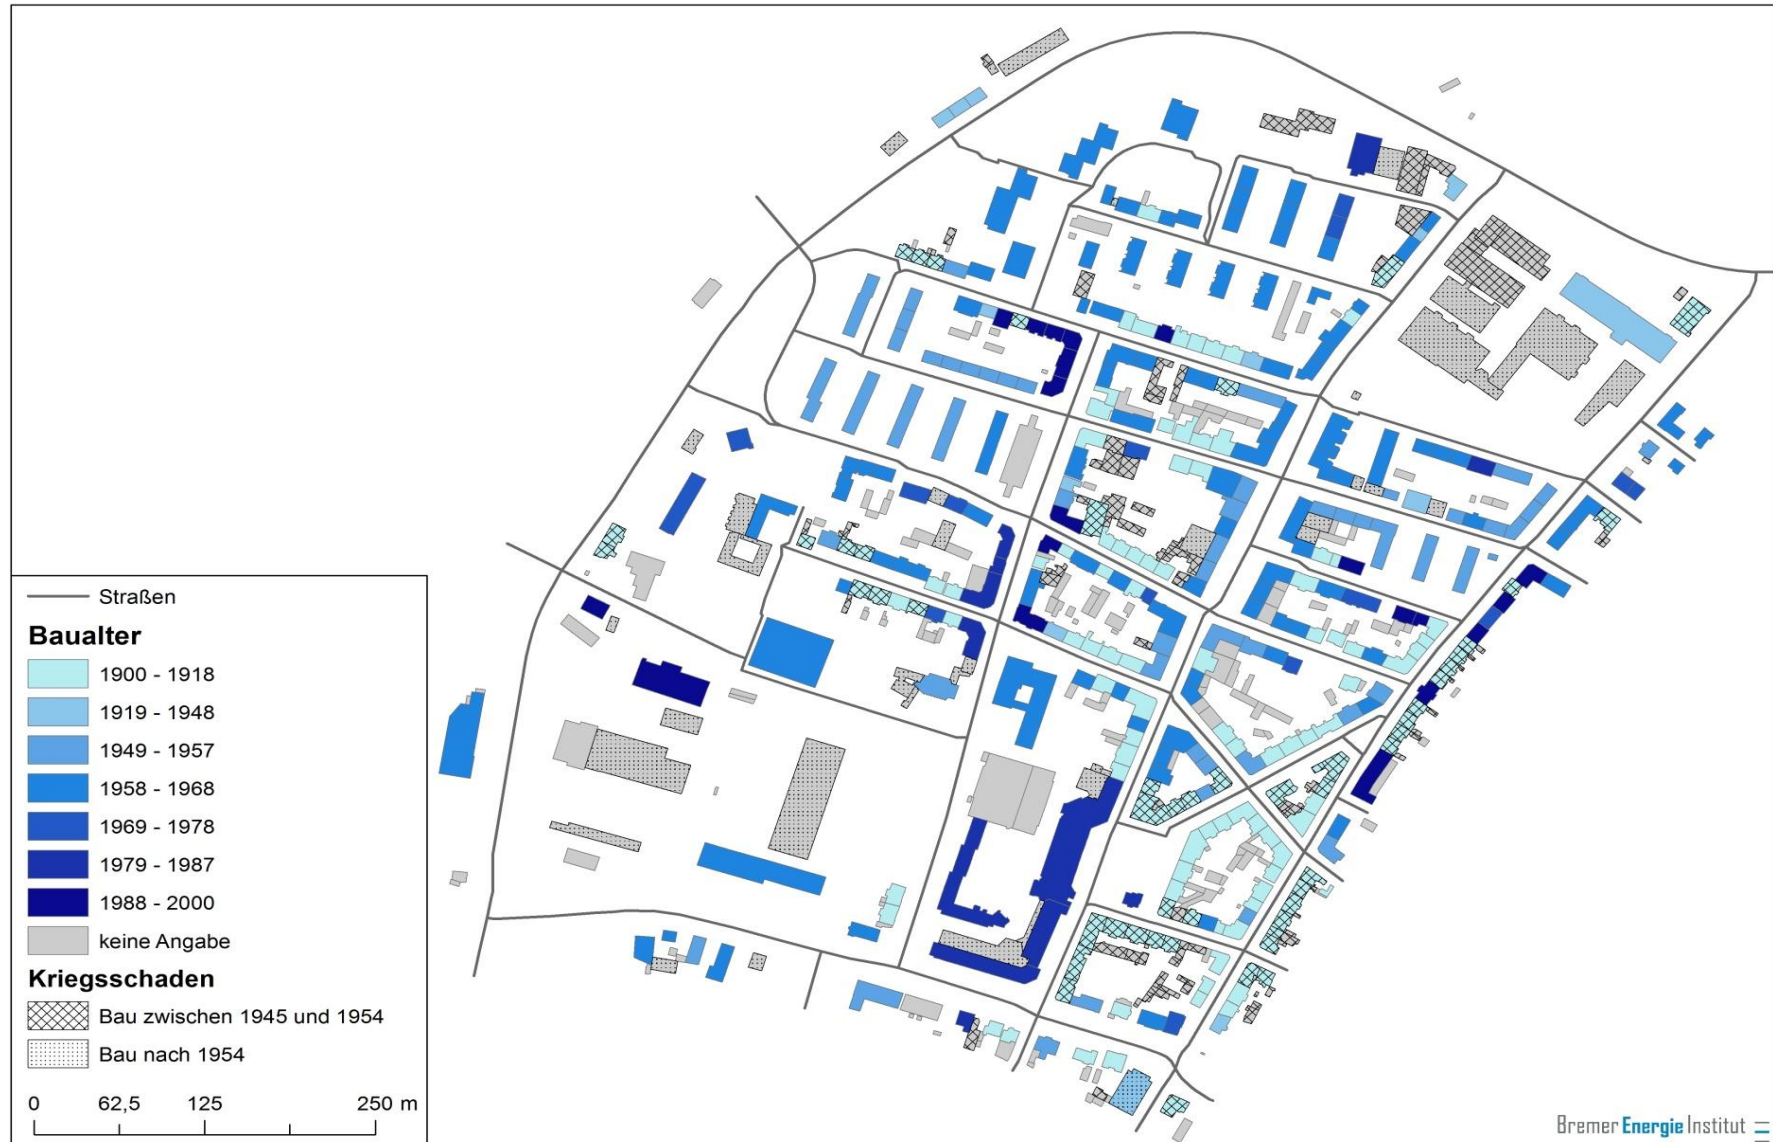 Straßen
Baualter
1900 - 1918
1919 - 1948
1949 - 1957
1958 - 1968
1969 - 1978
1979 - 1987
1988 - 2000
keine Angabe
Kriegsschaden
Bau zwischen 1945 und 1954
Bau nach 1954
0 62,5 125 250 m
Bremer Energie Institut